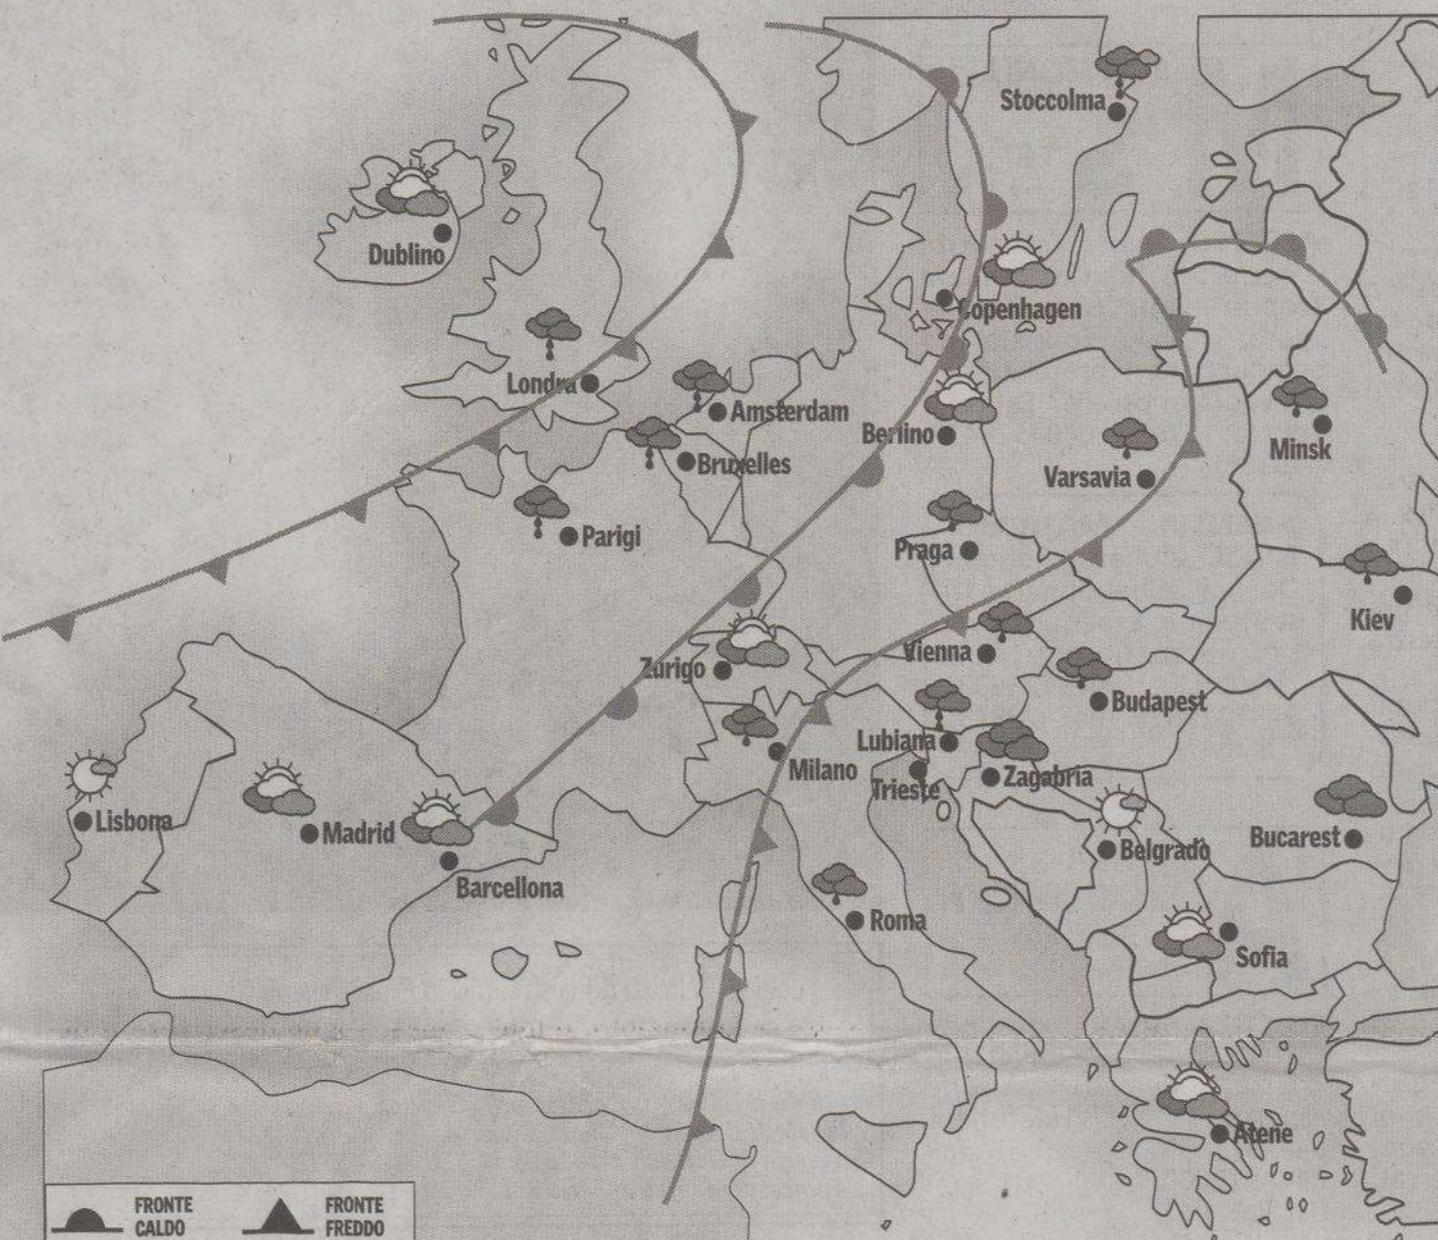 Stoccolma
Dublino
Copenhagen
Londra
Amsterdam
Berlino
Bruxelles
Minsk
Varsavia
Parigi
Praga
Kiev
Vienna
Zurigo
Budapest
Lubiana
Milano
Zagabria
Trieste
Lisbona
Madrid
Bucarest
Belgrado
Barcellona
Roma
Sofia
Atene
FRONTE
CALDO
FRONTE
FREDDO